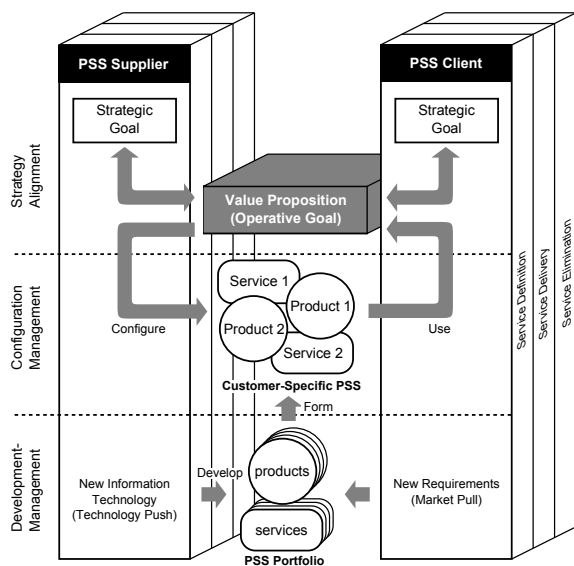 PSS Supplier
PSS Client
Strategic
Goal
Strategic
Goal
Strategy
Alignment
Value Proposition
(Operative Goal)
Service 1
Product 1
Product 2
Service 2
Customer-Specific PSS
Configure
Use
Configuration
Management
Service Definition
Service Delivery
Service Elimination
Form
Development-
Management
New Information
Technology
(Technology Push)
Develop
products
services
PSS Portfolio
New Requirements
(Market Pull)